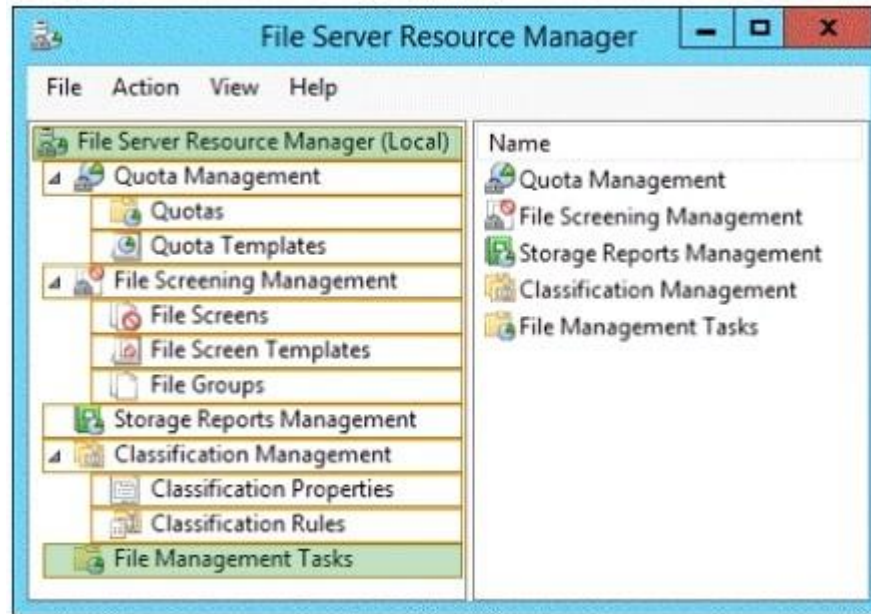 File Server Resource Manager
File Action View Help
File Server Resource Manager (Local)
Quota Management
Quotas
Quota Templates
File Screening Management
File Screens
File Screen Templates
File Groups
Storage Reports Management
Classification Management
Classification Properties
Classification Rules
File Management Tasks
Name
Quota Management
File Screening Management
Storage Reports Management
Classification Management
File Management Tasks